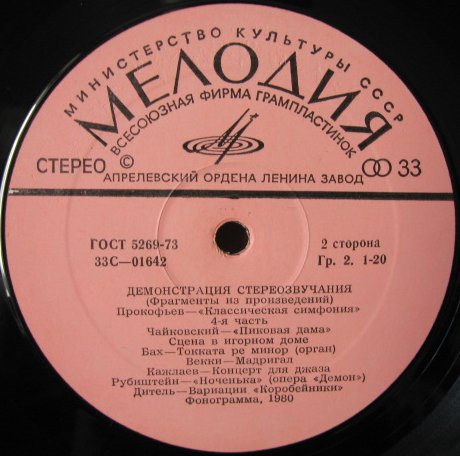 МИНИСТЕРСТВО КУЛЬТУРЫ СССР
МЕЛОДИЯ
ВСЕСОЮЗНАЯ ФИРМА ГРАМПЛАСТИНОК
СТЕРЕО © 33
АПРЕЛЕВСКИЙ ОРДЕНА ЛЕНИНА ЗАВОД
ГОСТ 5269-73 2 сторона
33С—01642 Гр. 2. 1-20
ДЕМОНСТРАЦИЯ СТЕРЕОЗВУЧАНИЯ
(Фрагменты из произведений)
Прокофьев—«Классическая симфония»
4-я часть
Чайковский—«Пиковая дама»
Сцена в игорном доме
Бах—Токката ре минор (орган)
Векки—Мадригал
Кажлаев—Концерт для джаза
Рубиштейн—«Ноченька» (опера «Демон»)
Дитель—Вариации «Коробейники»
Фонограмма, 1980